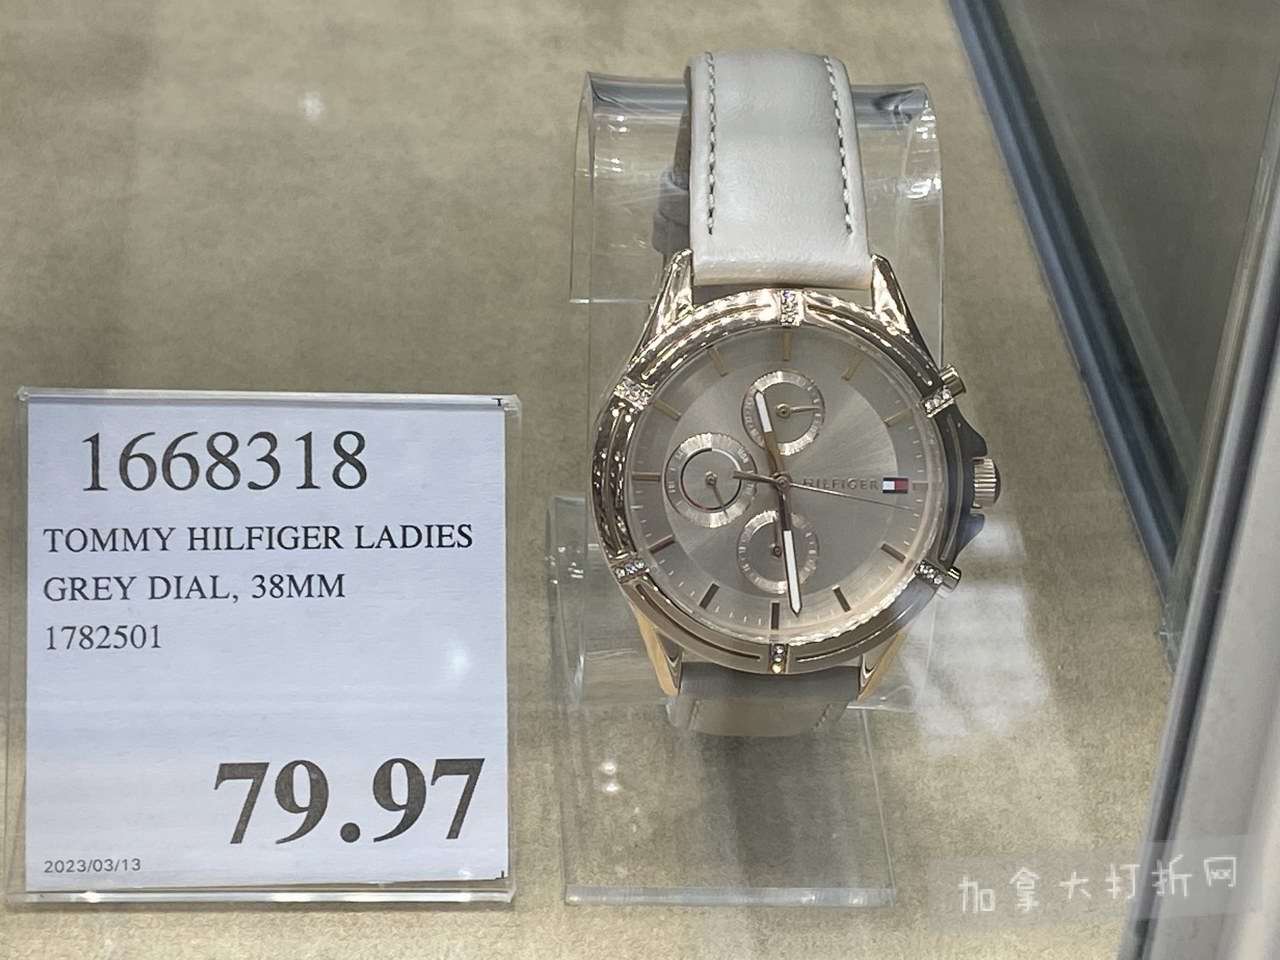 1668318
TOMMY HILFIGER LADIES
GREY DIAL, 38MM
1782501
79.97
2023/03/13
HILFIGER
加拿大打折网